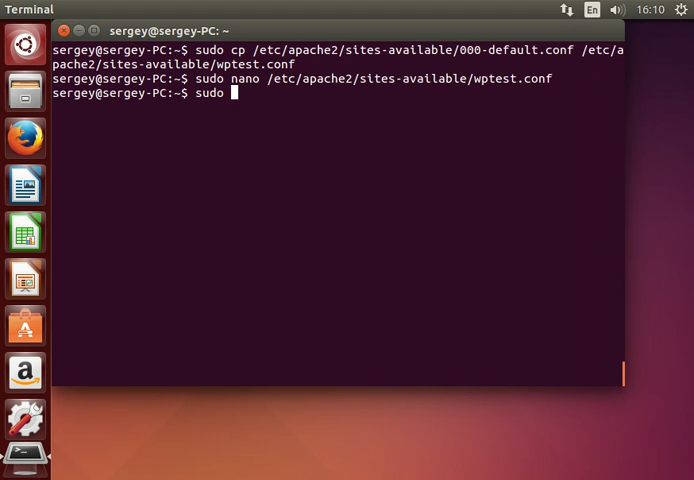 Terminal
En
16:10
sergey@sergey-PC: ~
sergey@sergey-PC:~$ sudo cp /etc/apache2/sites-available/000-default.conf /etc/a
pache2/sites-available/wptest.conf
sergey@sergey-PC:~$ sudo nano /etc/apache2/sites-available/wptest.conf
sergey@sergey-PC:~$ sudo